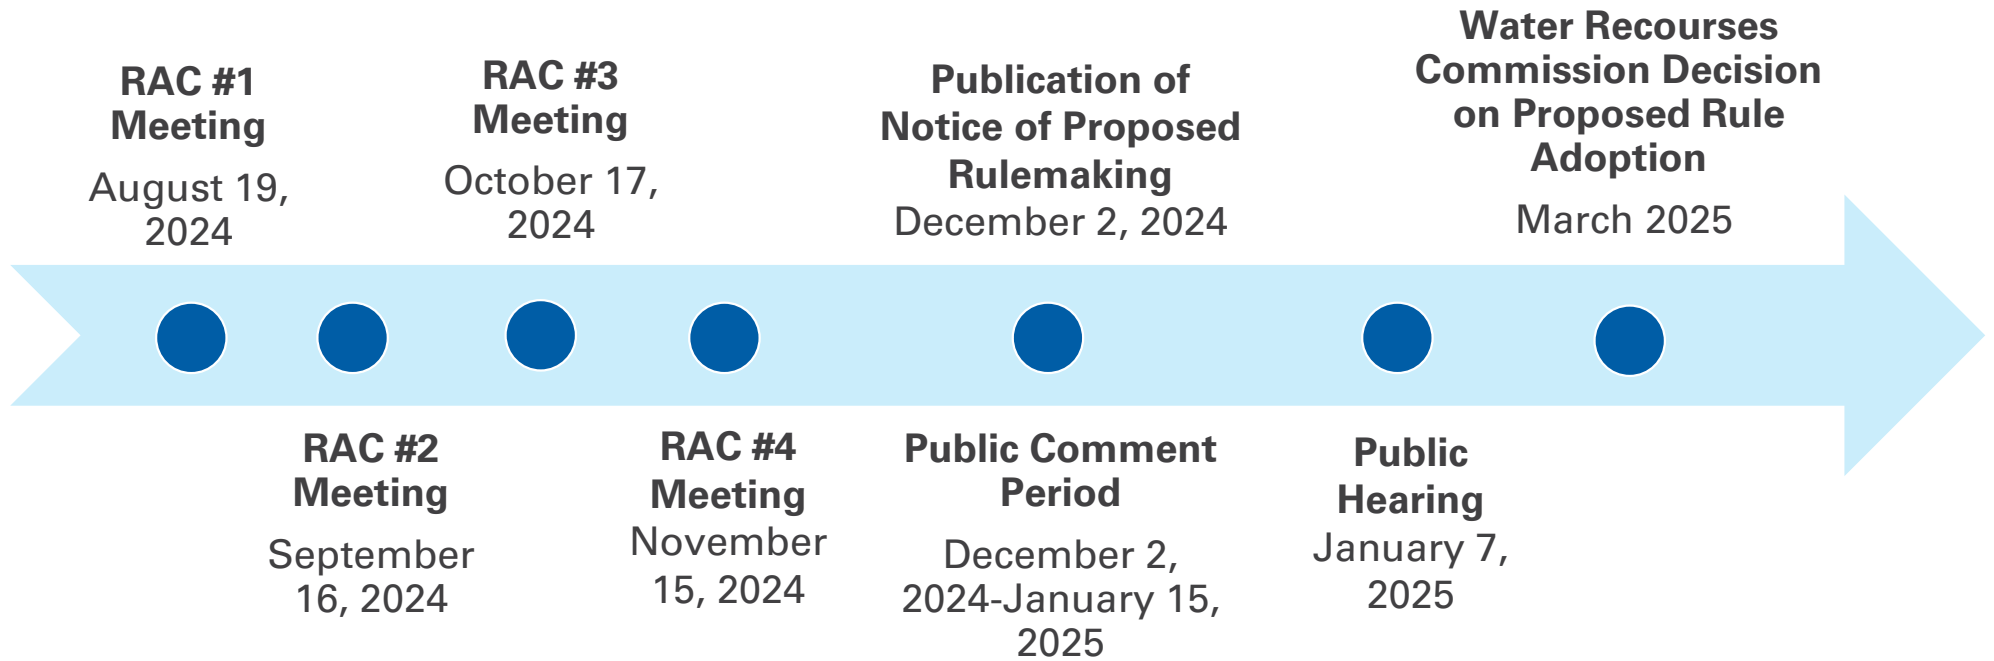 RAC #1
Meeting
August 19,
2024
RAC #2
Meeting
September
16, 2024
RAC #3
Meeting
October 17,
2024
RAC #4
Meeting
November
15, 2024
Publication of
Notice of Proposed
Rulemaking
December 2, 2024
Public Comment
Period
December 2,
2024-January 15,
2025
Public
Hearing
January 7,
2025
Water Recourses
Commission Decision
on Proposed Rule
Adoption
March 2025